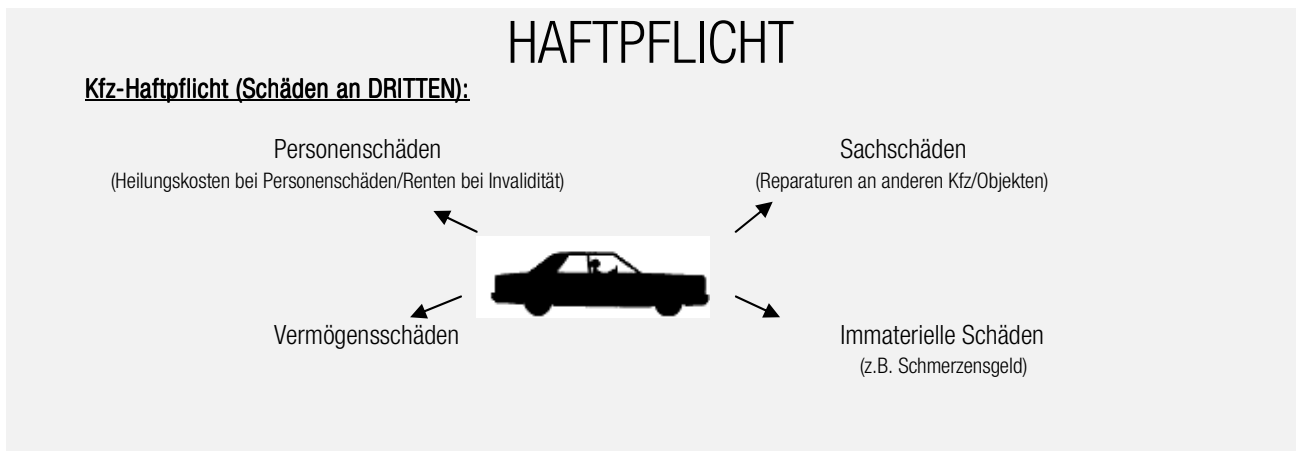 HAFTPFLICHT
Kfz-Haftpflicht (Schäden an DRITTEN):
Personenschäden
(Heilungskosten bei Personenschäden/Renten bei Invalidität)
Sachschäden
(Reparaturen an anderen Kfz/Objekten)
Vermögensschäden
Immaterielle Schäden
(z.B. Schmerzensgeld)